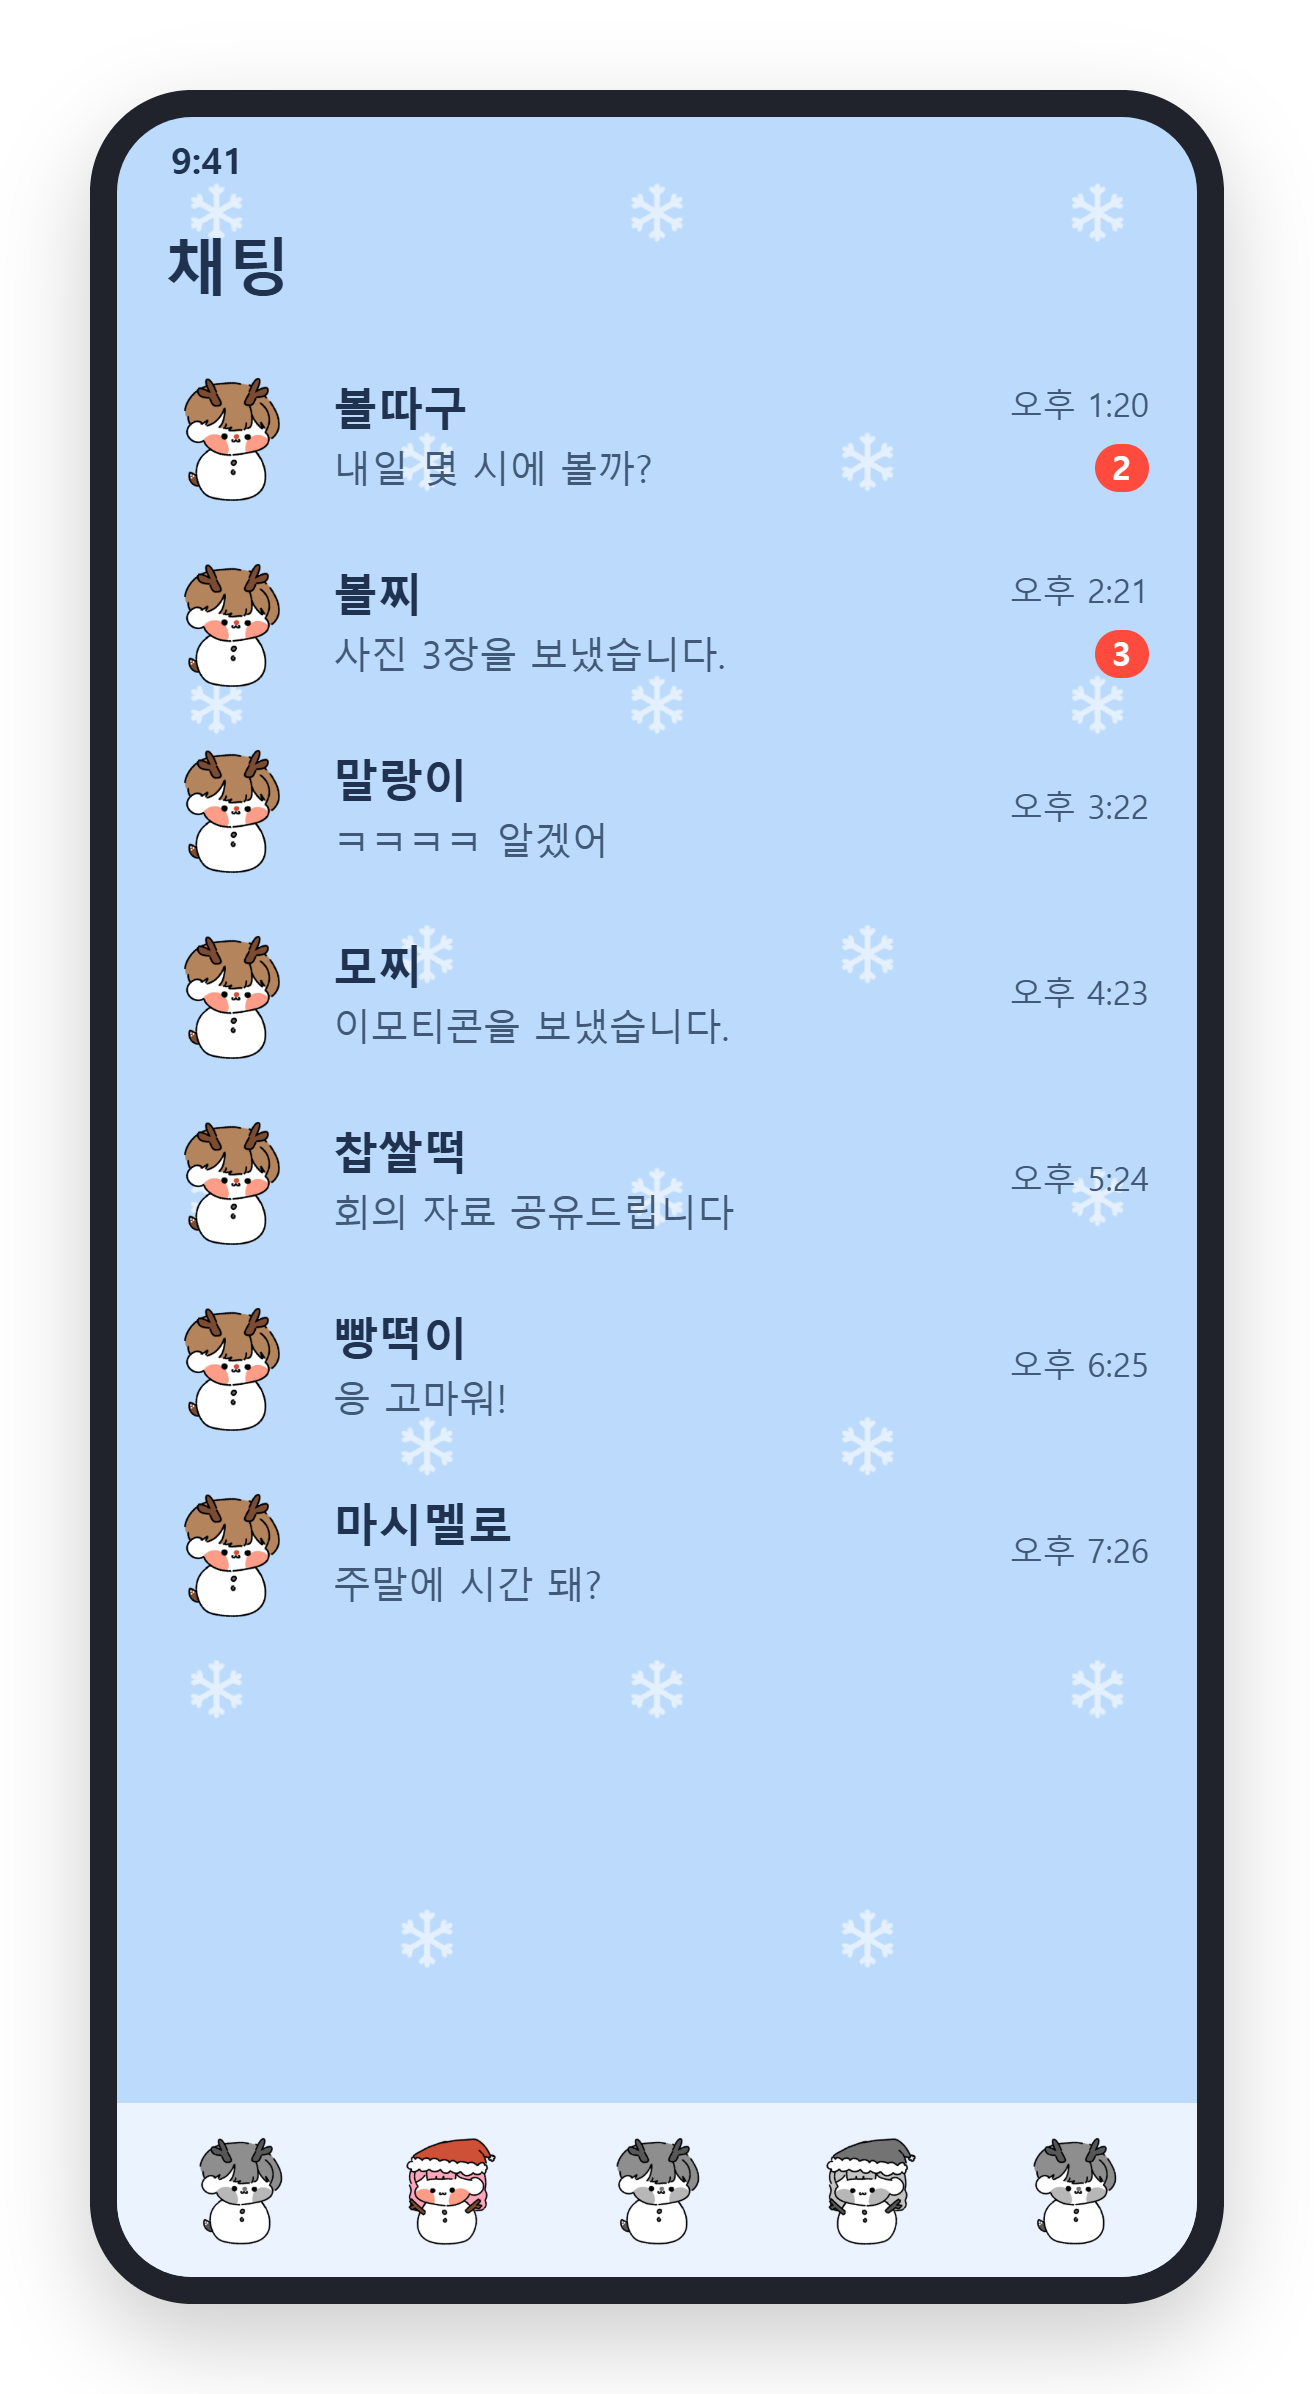 9:41
채팅
볼따구
오후 1:20
내일 몇 시에 볼까?
2
볼찌
오후 2:21
사진 3장을 보냈습니다.
3
말랑이
오후 3:22
ㅋㅋㅋㅋ 알겠어
모찌
오후 4:23
이모티콘을 보냈습니다.
찹쌀떡
오후 5:24
회의 자료 공유드립니다
빵떡이
오후 6:25
응 고마워!
마시멜로
오후 7:26
주말에 시간 돼?